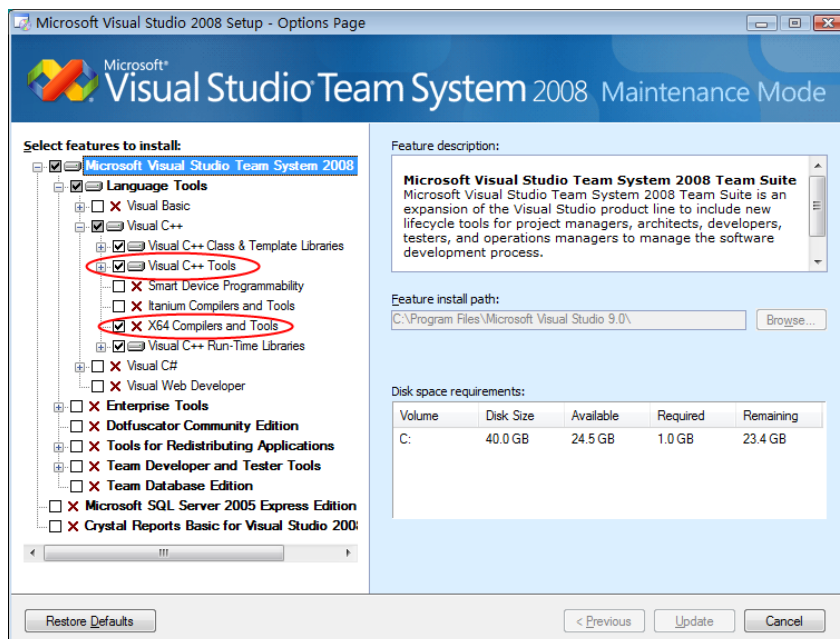 Microsoft Visual Studio 2008 Setup - Options Page
Microsoft®
Visual Studio Team System 2008 Maintenance Mode
Select features to install:
Microsoft Visual Studio Team System 2008
Language Tools
Visual Basic
Visual C++
Visual C++ Class & Template Libraries
Visual C++ Tools
Smart Device Programmability
Itanium Compilers and Tools
X64 Compilers and Tools
Visual C++ Run-Time Libraries
Visual C#
Visual Web Developer
Enterprise Tools
Dotfuscator Community Edition
Tools for Redistributing Applications
Team Developer and Tester Tools
Team Database Edition
Microsoft SQL Server 2005 Express Edition
Crystal Reports Basic for Visual Studio 200
Feature description:
Microsoft Visual Studio Team System 2008 Team Suite
Microsoft Visual Studio Team System 2008 Team Suite is an
expansion of the Visual Studio product line to include new
lifecycle tools for project managers, architects, developers,
testers, and operations managers to manage the software
development process.
Feature install path:
C:\Program Files\Microsoft Visual Studio 9.0\
Browse...
Disk space requirements:
Volume Disk Size Available Required Remaining
C: 40.0 GB 24.5 GB 1.0 GB 23.4 GB
Restore Defaults
< Previous
Update
Cancel